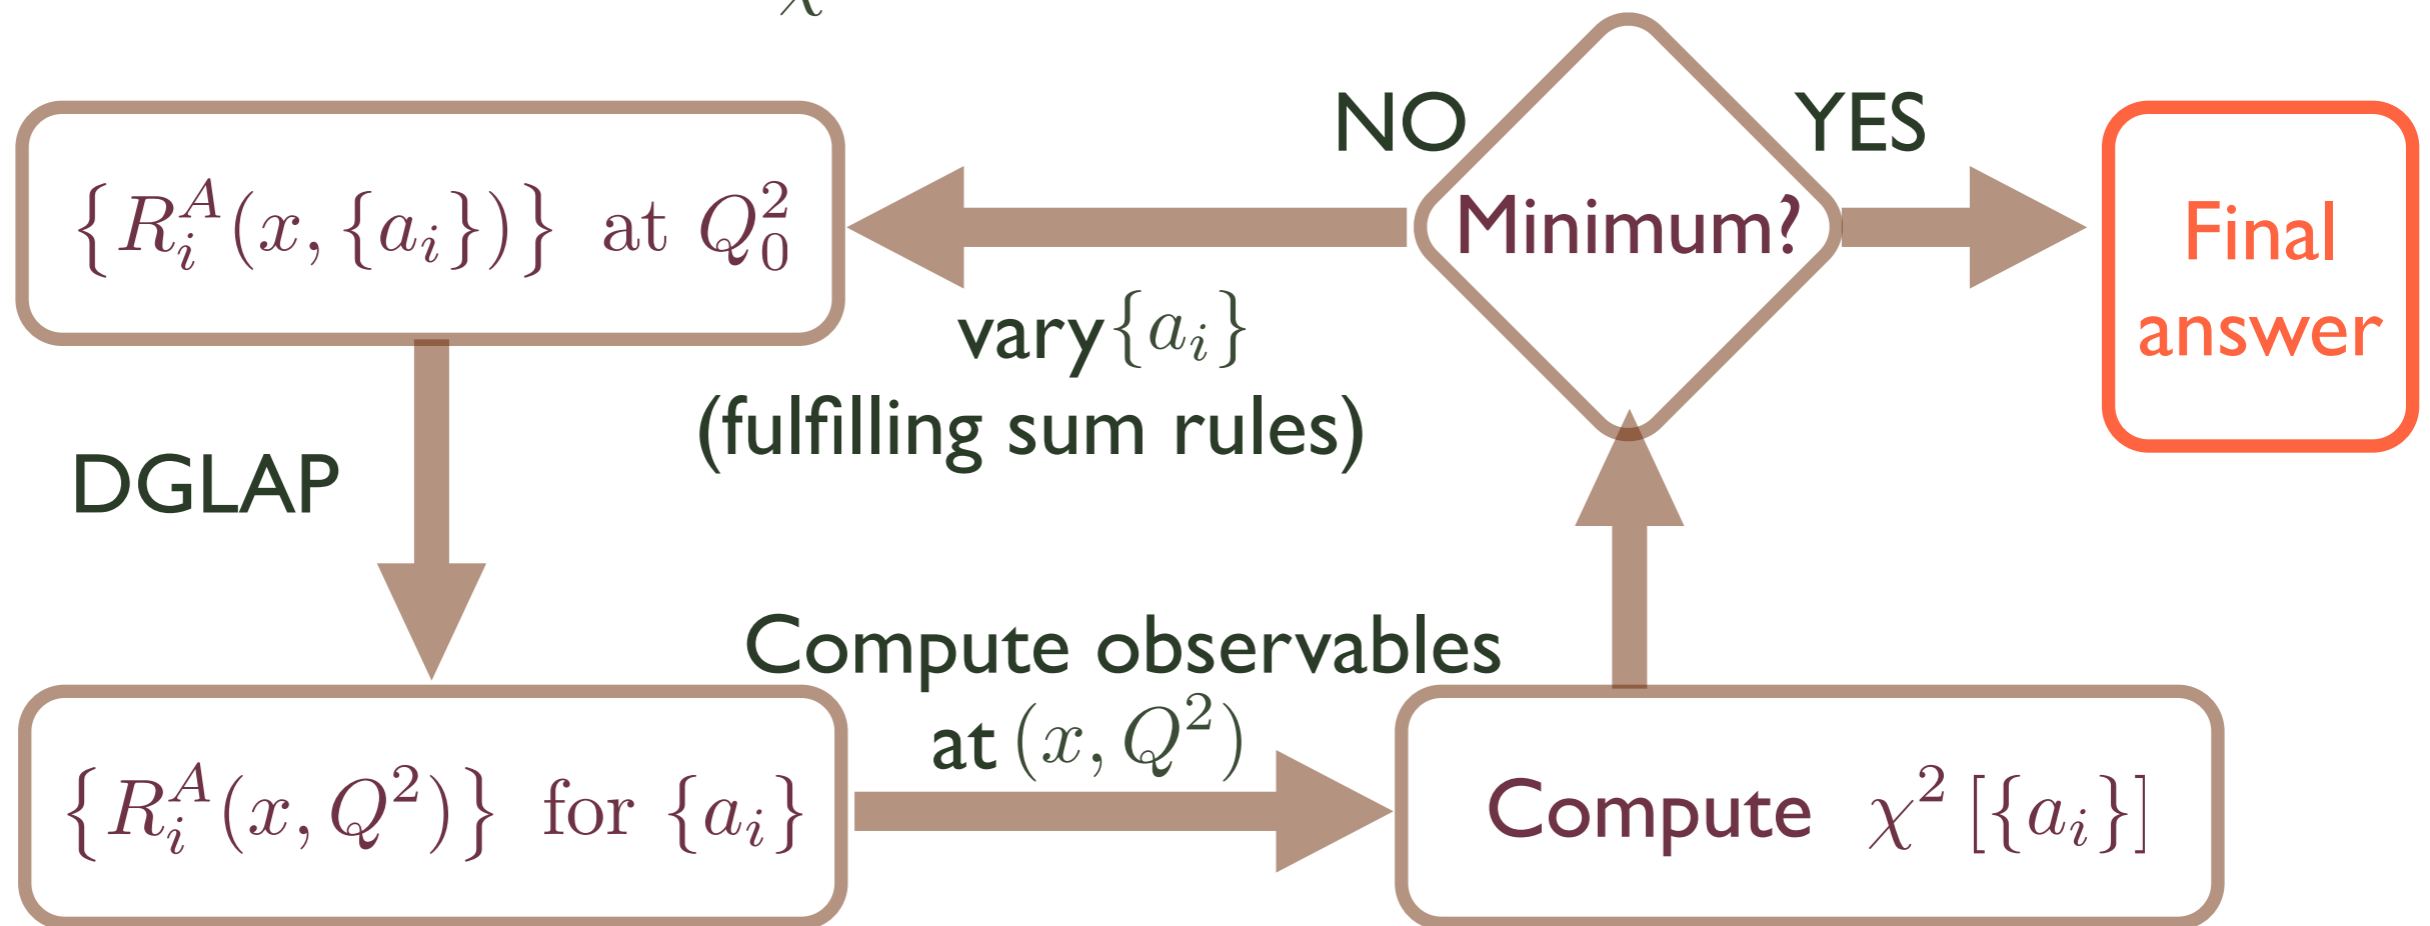 χ
NO
YES
{R_i^A(x, {a_i})} at Q_0^2
Minimum?
Final
answer
vary {a_i}
(fulfilling sum rules)
DGLAP
Compute observables
at (x, Q^2)
{R_i^A(x, Q^2)} for {a_i}
Compute χ^2 [{a_i}]